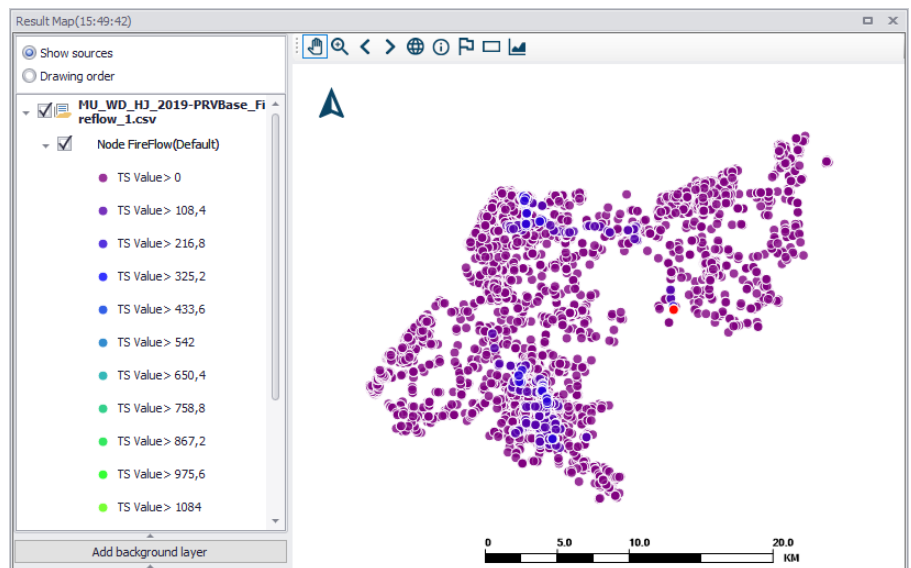 Result Map(15:49:42)
Show sources
Drawing order
MU_WD_HJ_2019-PRVBase_Fi
reflow_1.csv
Node FireFlow(Default)
TS Value> 0
TS Value> 108,4
TS Value> 216,8
TS Value> 325,2
TS Value> 433,6
TS Value> 542
TS Value> 650,4
TS Value> 758,8
TS Value> 867,2
TS Value> 975,6
TS Value> 1084
Add background layer
0 5.0 10.0 20.0
KM